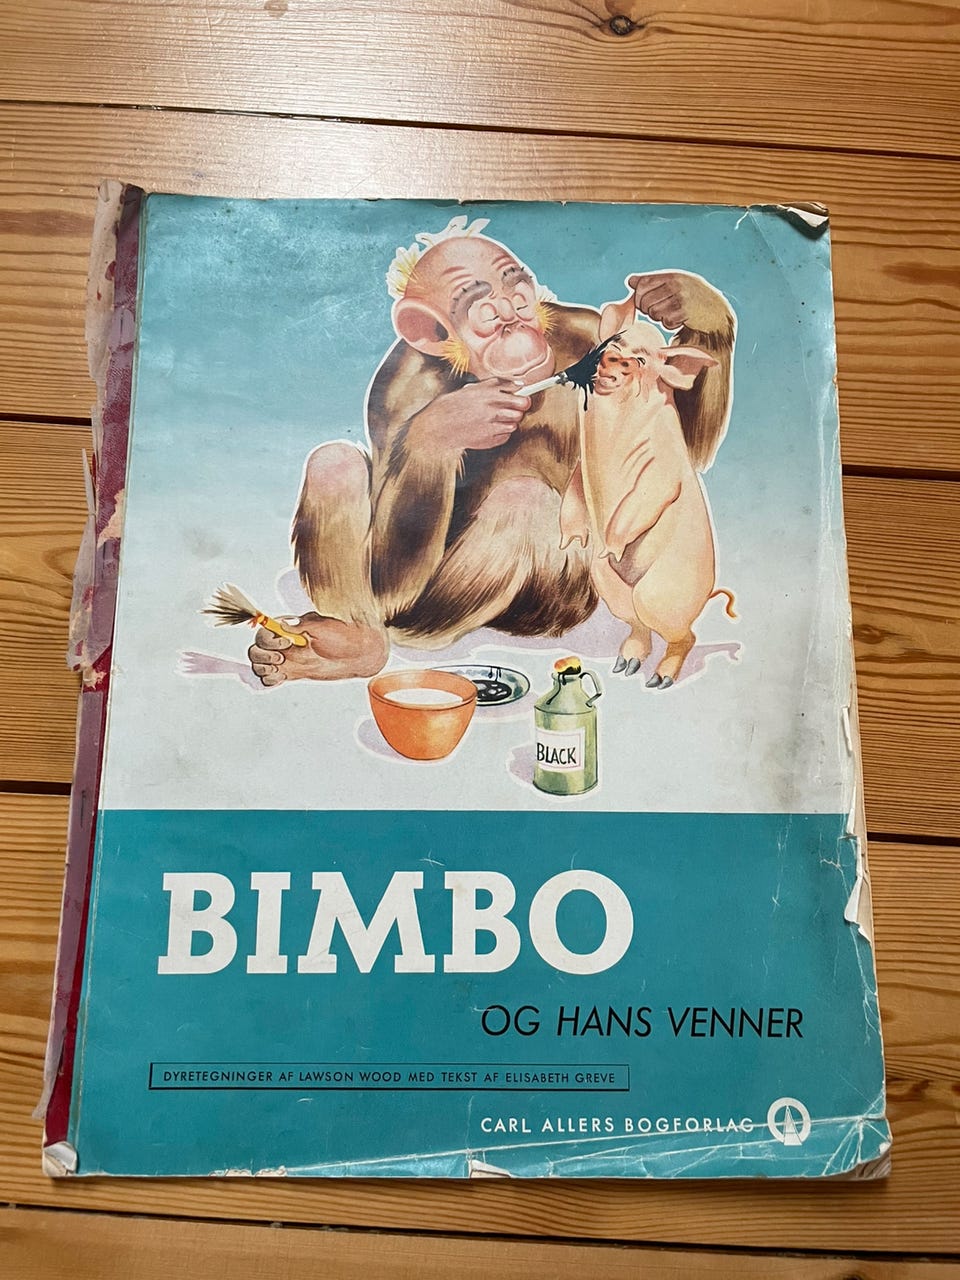 BLACK
BIMBO
OG HANS VENNER
DYRETEGNINGER AF LAWSON WOOD MED TEKST AF ELISABETH GREVE
CARL ALLERS BOGFORLAG